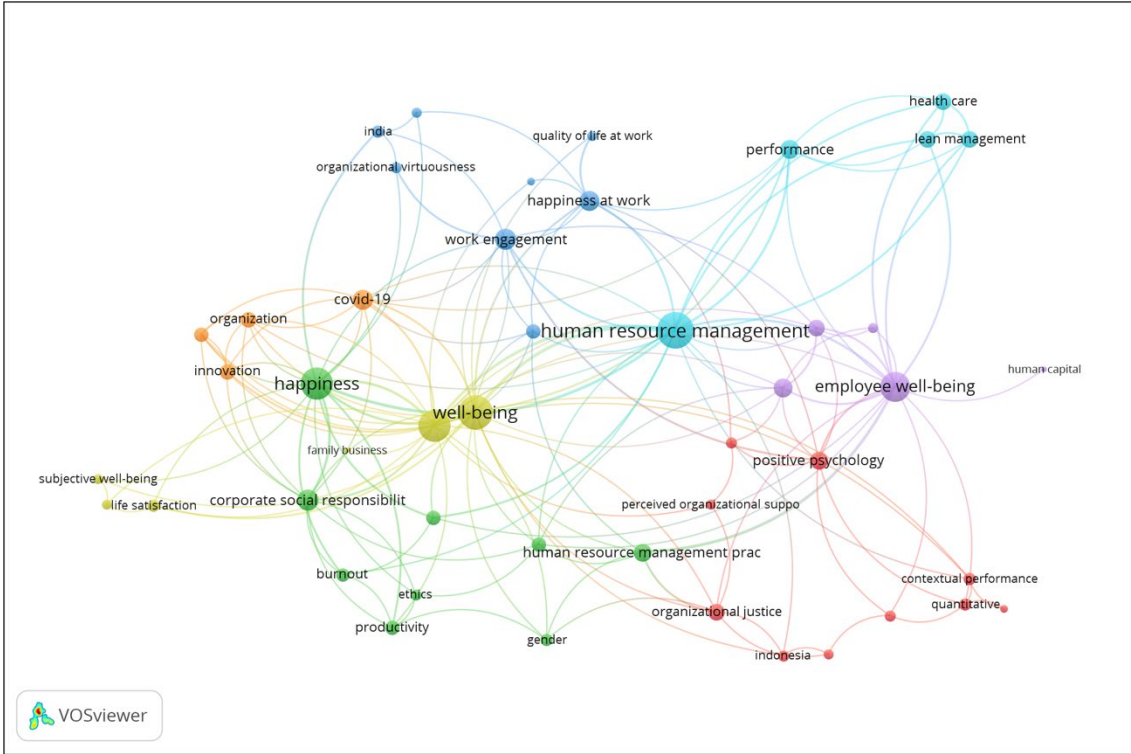 health care
india
quality of life at work
lean management
performance
organizational virtuousness
happiness at work
work engagement
covid-19
organization
human resource management
innovation
happiness
employee well-being
human capital
well-being
family business
positive psychology
subjective well-being
life satisfaction
corporate social responsibilit
perceived organizational suppo
human resource management prac
burnout
contextual performance
ethics
quantitative
organizational justice
productivity
gender
indonesia
VOSviewer